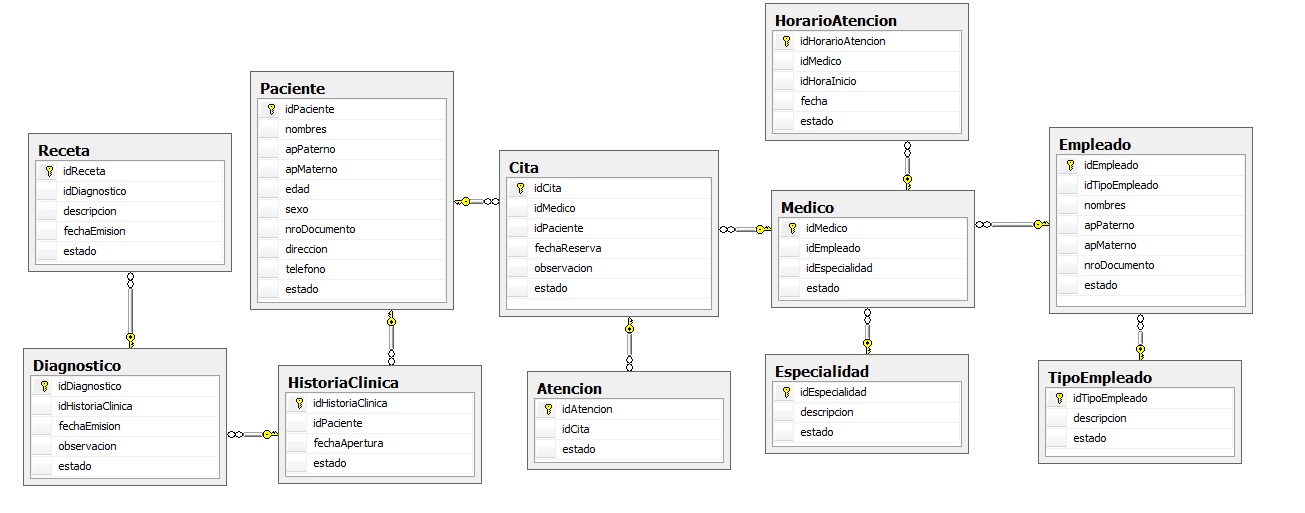 HorarioAtencion
idHorarioAtencion
idMedico
idHoraInicio
fecha
estado
Paciente
idPaciente
nombres
apPaterno
apMaterno
edad
sexo
nroDocumento
direccion
telefono
estado
Receta
idReceta
idDiagnostico
descripcion
fechaEmision
estado
Cita
idCita
idMedico
idPaciente
fechaReserva
observacion
estado
Medico
idMedico
idEmpleado
idEspecialidad
estado
Empleado
idEmpleado
idTipoEmpleado
nombres
apPaterno
apMaterno
nroDocumento
estado
Diagnostico
idDiagnostico
idHistoriaClinica
fechaEmision
observacion
estado
HistoriaClinica
idHistoriaClinica
idPaciente
fechaApertura
estado
Atencion
idAtencion
idCita
estado
Especialidad
idEspecialidad
descripcion
estado
TipoEmpleado
idTipoEmpleado
descripcion
estado